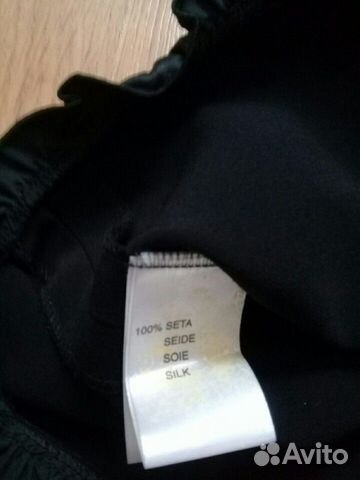 100% SETA
SEIDE
SOIE
SILK
Avito